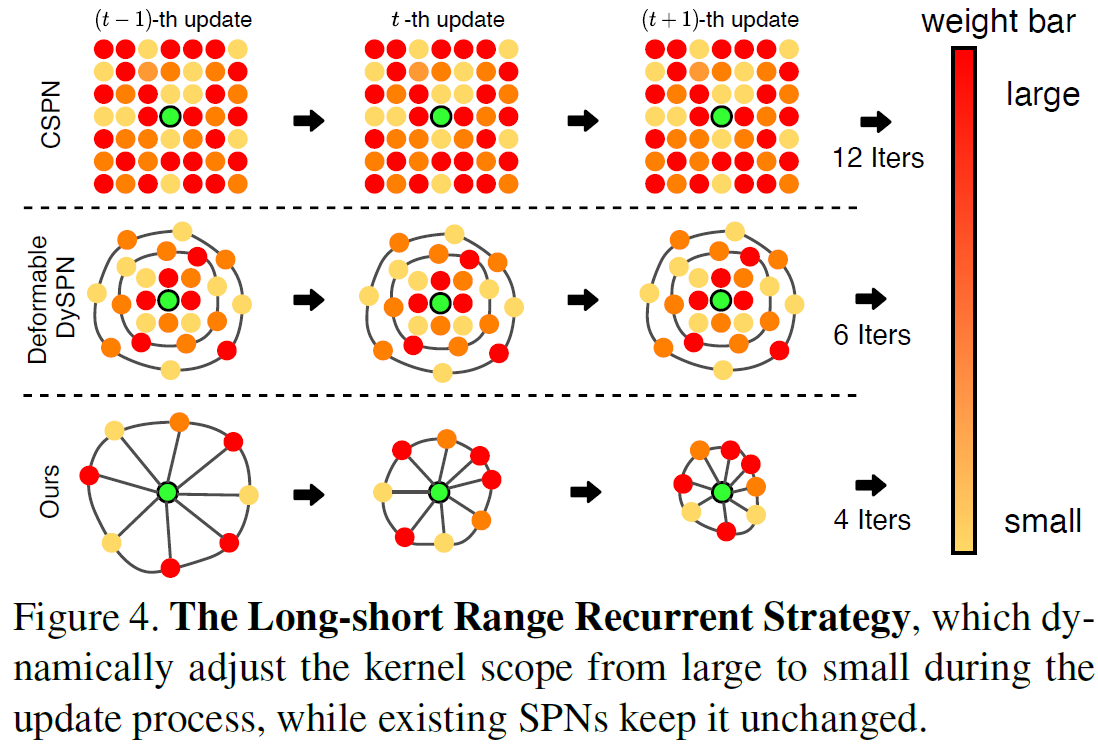 (t − 1)-th update
t -th update
(t + 1)-th update
weight bar
large
CSPN
12 Iters
Deformable
DySPN
6 Iters
Ours
4 Iters
small
Figure 4. The Long-short Range Recurrent Strategy, which dy-
namically adjust the kernel scope from large to small during the
update process, while existing SPNs keep it unchanged.